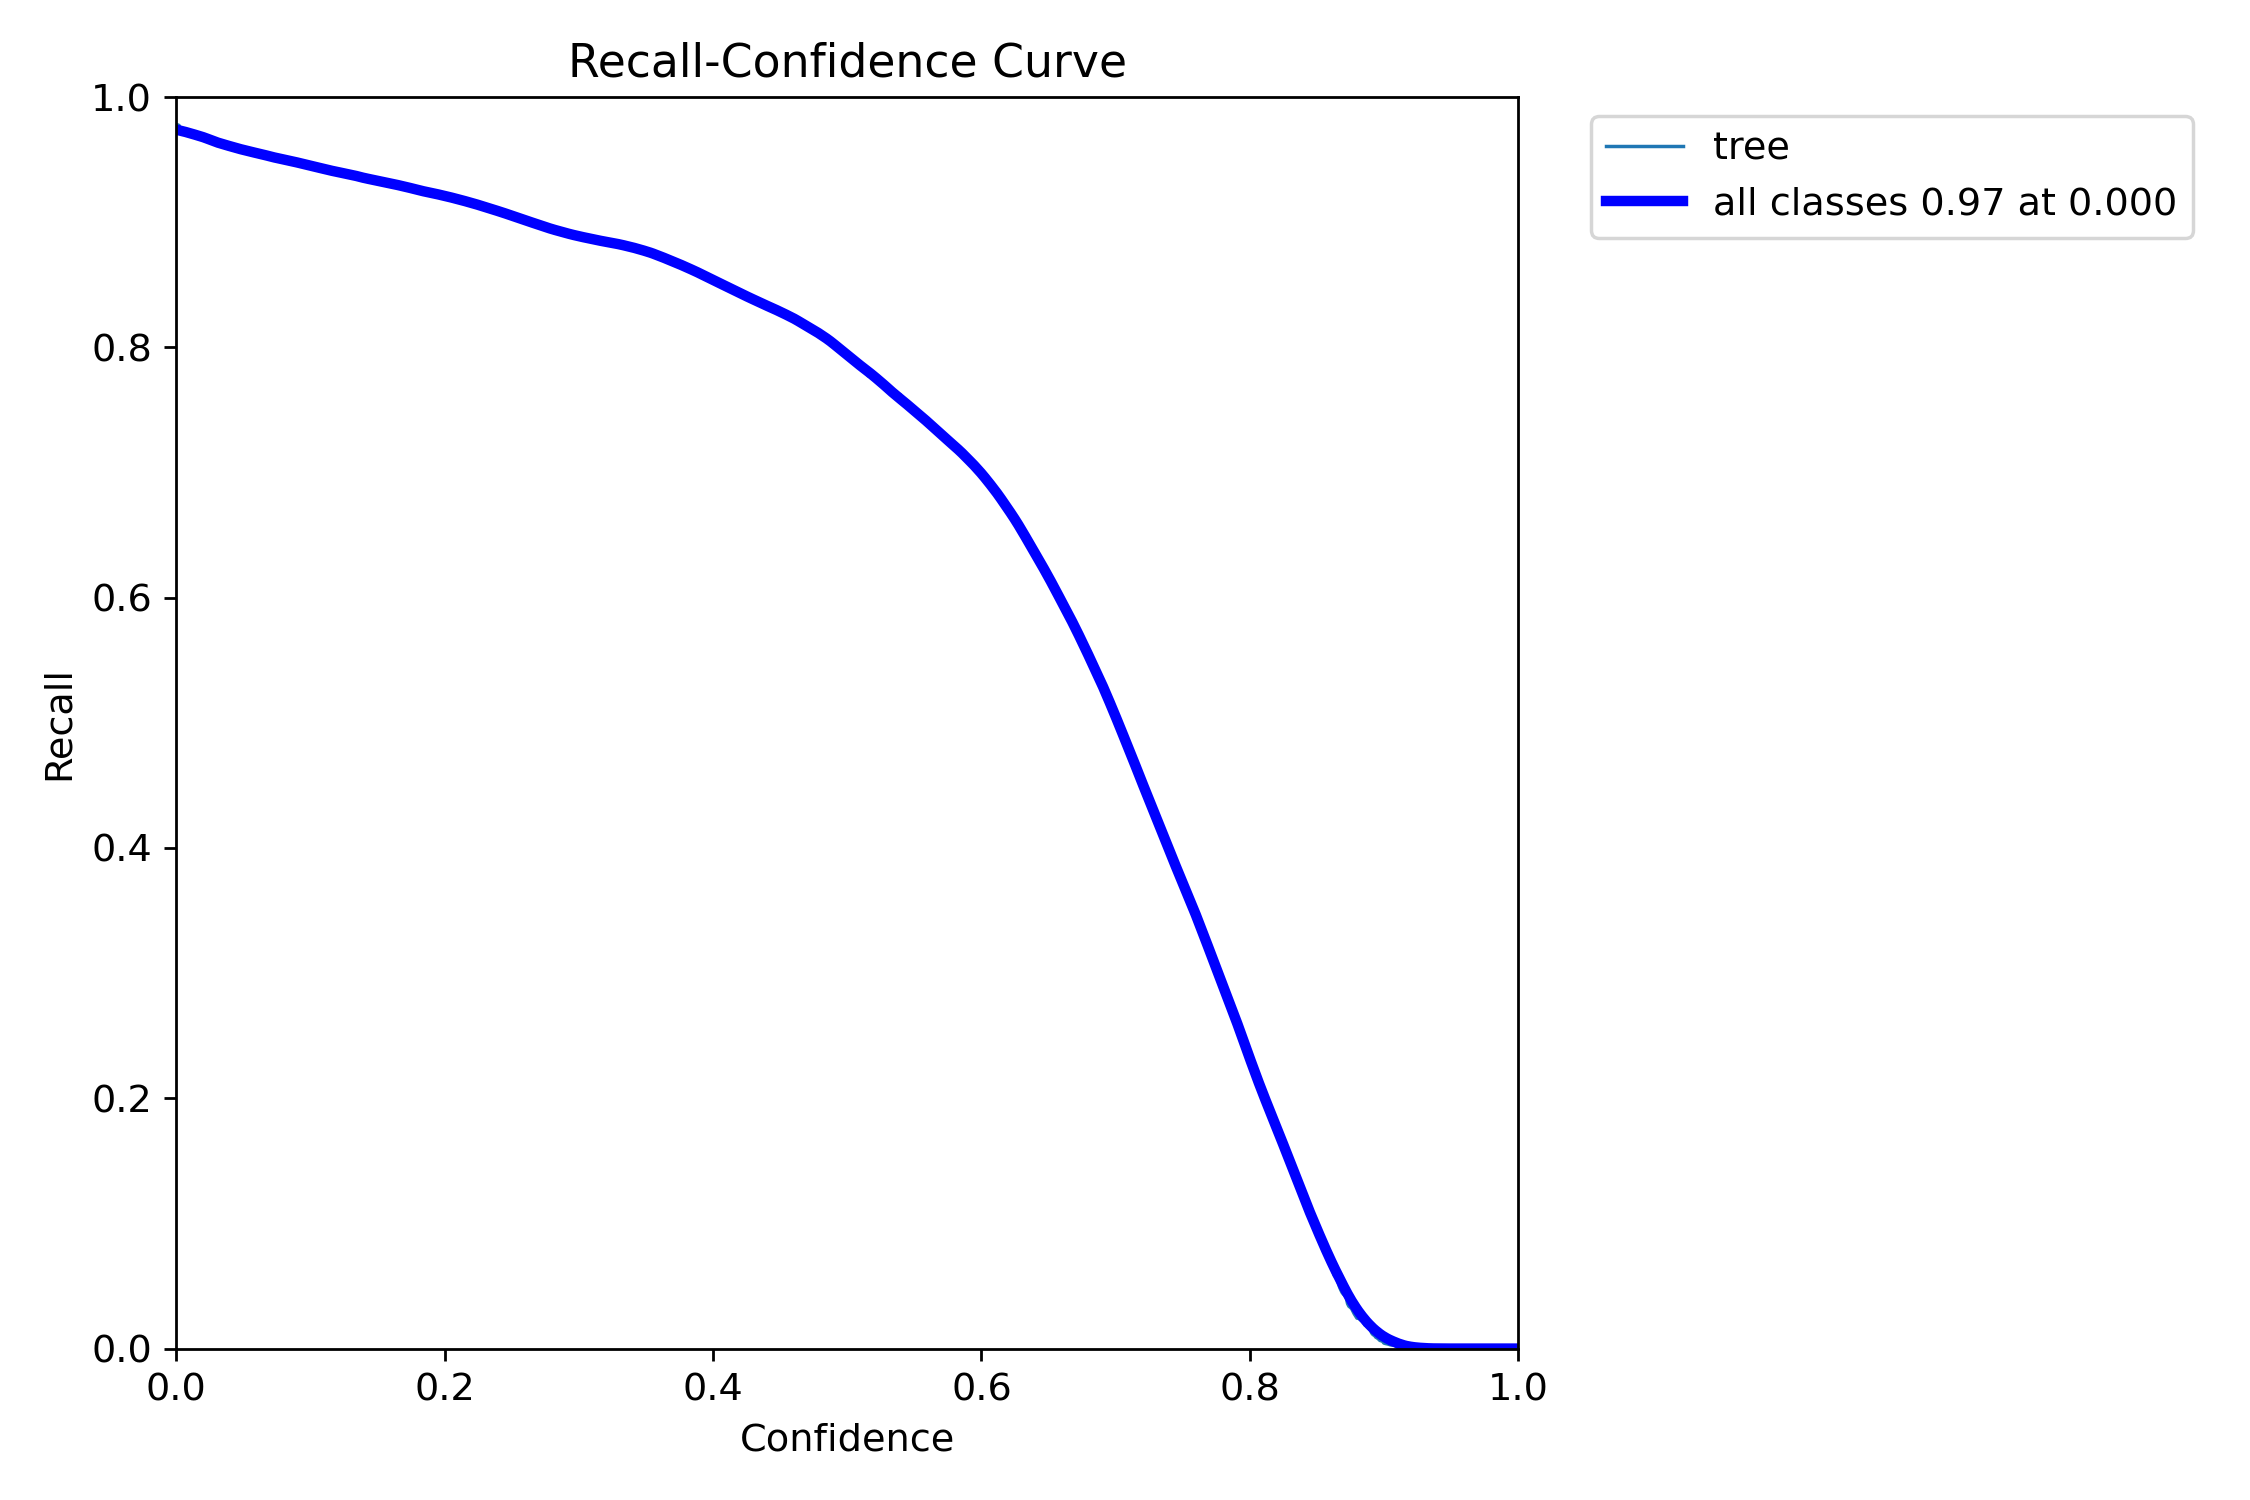 Recall-Confidence Curve
1.0
0.8
0.6
0.4
0.2
0.0
Recall
0.0 0.2 0.4 0.6 0.8 1.0
Confidence
tree
all classes 0.97 at 0.000